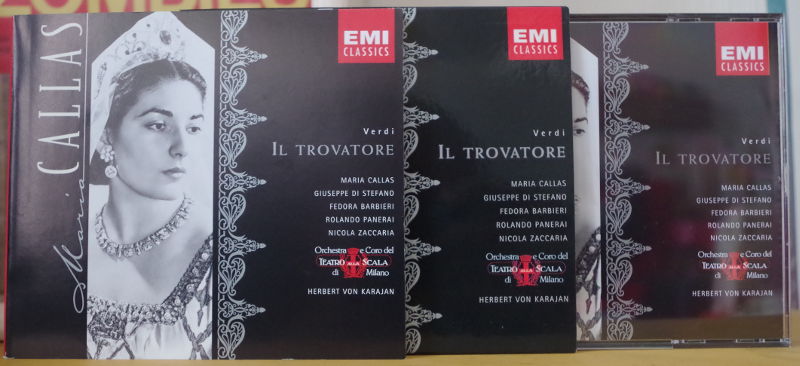 ZOMBIES
Maria CALLAS
EMI
CLASSICS
Verdi
IL TROVATORE
MARIA CALLAS
GIUSEPPE DI STEFANO
FEDORA BARBIERI
ROLANDO PANERAI
NICOLA ZACCARIA
Orchestra e Coro del
TEATRO ALLA SCALA
di Milano
HERBERT VON KARAJAN
EMI
CLASSICS
Verdi
IL TROVATORE
MARIA CALLAS
GIUSEPPE DI STEFANO
FEDORA BARBIERI
ROLANDO PANERAI
NICOLA ZACCARIA
Orchestra e Coro del
TEATRO ALLA SCALA
di Milano
HERBERT VON KARAJAN
EMI
CLASSICS
Verdi
IL TROVATORE
MARIA CALLAS
GIUSEPPE DI STEFANO
FEDORA BARBIERI
ROLANDO PANERAI
NICOLA ZACCARIA
Orchestra e Coro del
TEATRO ALLA SCALA
di Milano
HERBERT VON KARAJAN